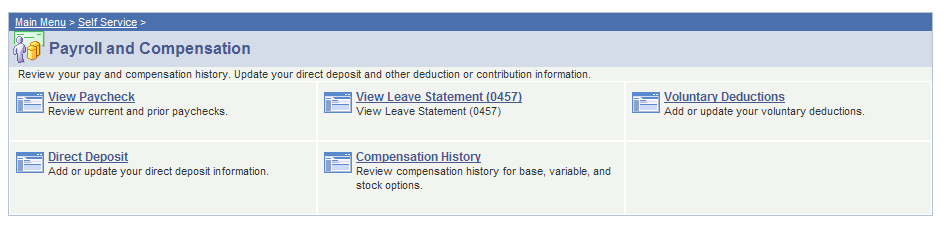 Main Menu > Self Service >
Payroll and Compensation
Review your pay and compensation history. Update your direct deposit and other deduction or contribution information.
View Paycheck
Review current and prior paychecks.
View Leave Statement (0457)
View Leave Statement (0457)
Voluntary Deductions
Add or update your voluntary deductions.
Direct Deposit
Add or update your direct deposit information.
Compensation History
Review compensation history for base, variable, and
stock options.